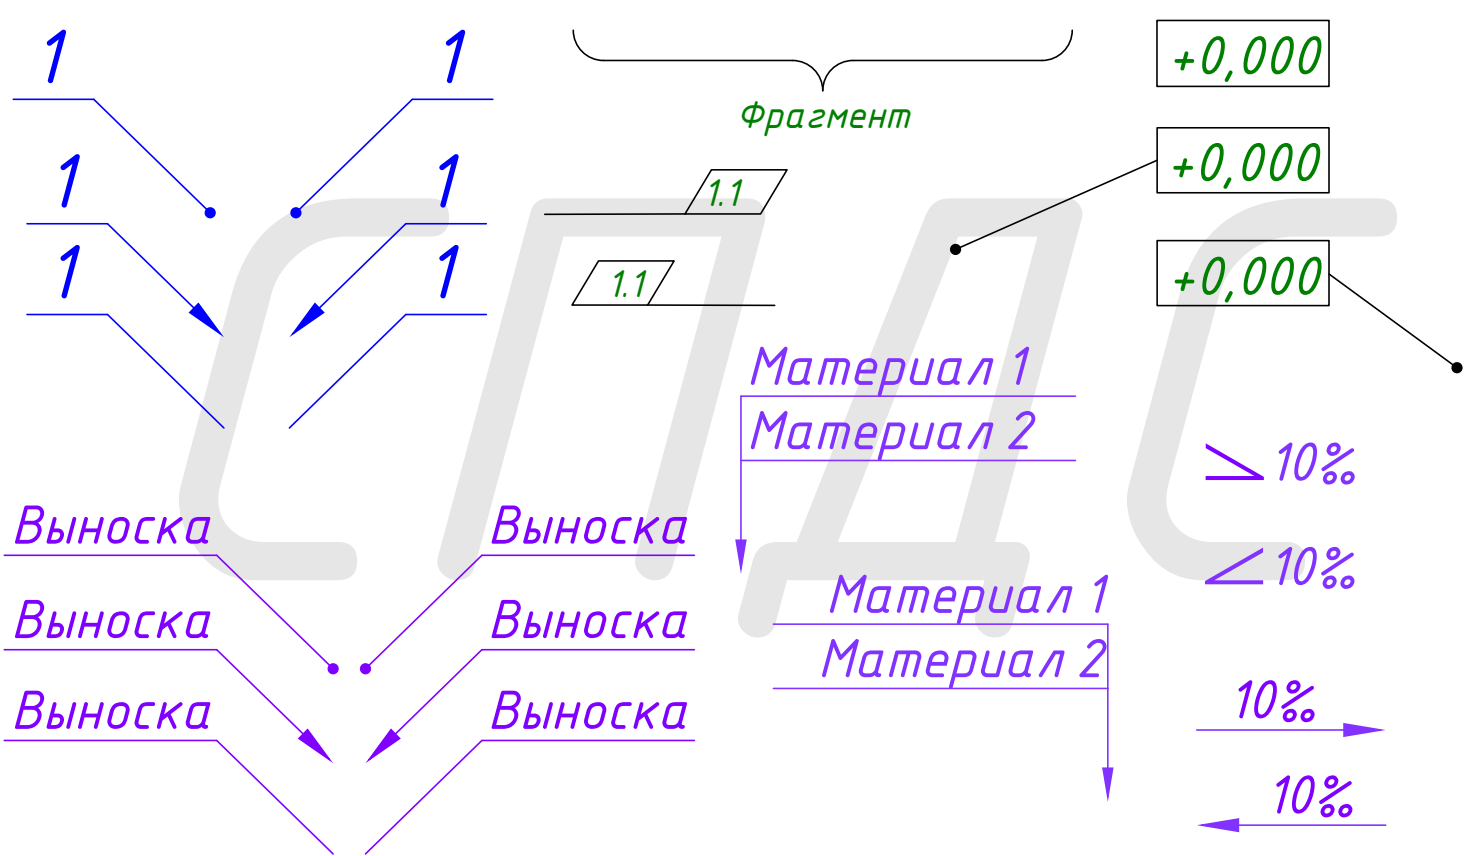 1
1
Фрагмент
+0,000
1
1
+0,000
1.1
1
1
1.1
+0,000
СПДС
Материал 1
Материал 2
10‰
Выноска
Выноска
10‰
Материал 1
Выноска
Выноска
Материал 2
Выноска
Выноска
10‰
10‰